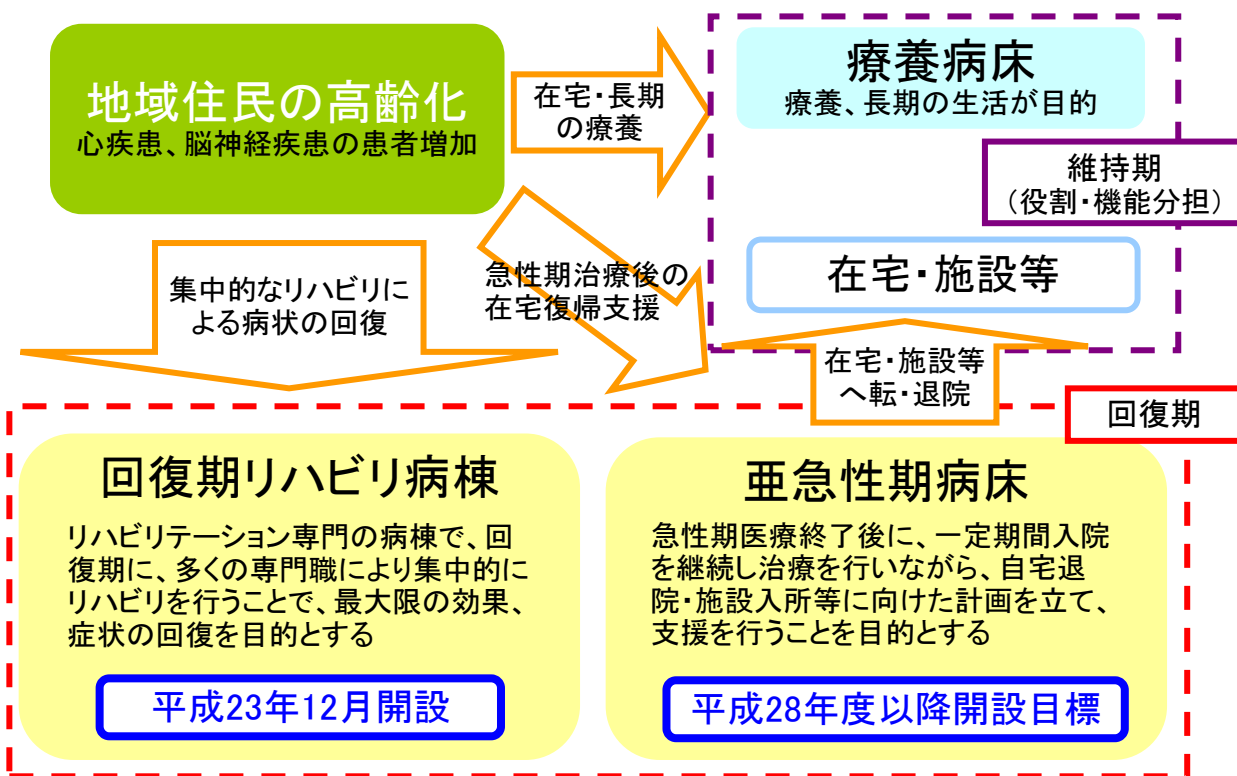 地域住民の高齢化
心疾患、脳神経疾患の患者増加
在宅・長期
の療養
療養病床
療養、長期の生活が目的
維持期
（役割・機能分担）
在宅・施設等
集中的なリハビリに
よる病状の回復
急性期治療後の
在宅復帰支援
在宅・施設等
へ転・退院
回復期
回復期リハビリ病棟
リハビリテーション専門の病棟で、回
復期に、多くの専門職により集中的に
リハビリを行うことで、最大限の効果、
症状の回復を目的とする
平成23年12月開設
亜急性期病床
急性期医療終了後に、一定期間入院
を継続し治療を行いながら、自宅退
院・施設入所等に向けた計画を立て、
支援を行うことを目的とする
平成28年度以降開設目標